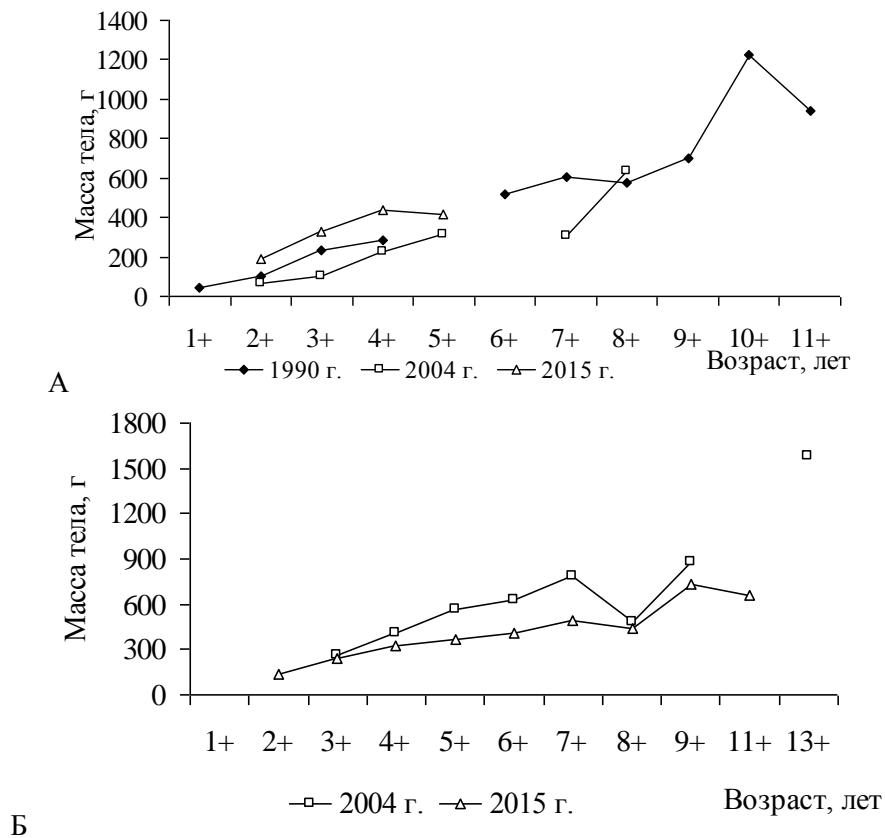 Масса тела, г
1400
1200
1000
800
600
400
200
0
1+ 2+ 3+ 4+ 5+ 6+ 7+ 8+ 9+ 10+ 11+
Возраст, лет
1990 г. 2004 г. 2015 г.
А
Масса тела, г
1800
1500
1200
900
600
300
0
1+ 2+ 3+ 4+ 5+ 6+ 7+ 8+ 9+ 11+ 13+
2004 г. 2015 г.
Возраст, лет
Б